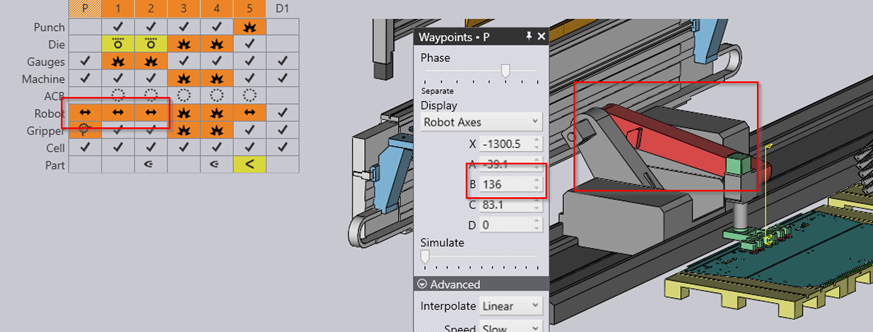 P 1 2 3 4 5 D1
Punch
Die
Gauges
Machine
ACB
Robot
Gripper
Cell
Part
Waypoints • P
Phase
Separate
Display
Robot Axes
X -1300.5
A -39.1
B 136
C 83.1
D 0
Simulate
Advanced
Interpolate Linear
Speed Slow